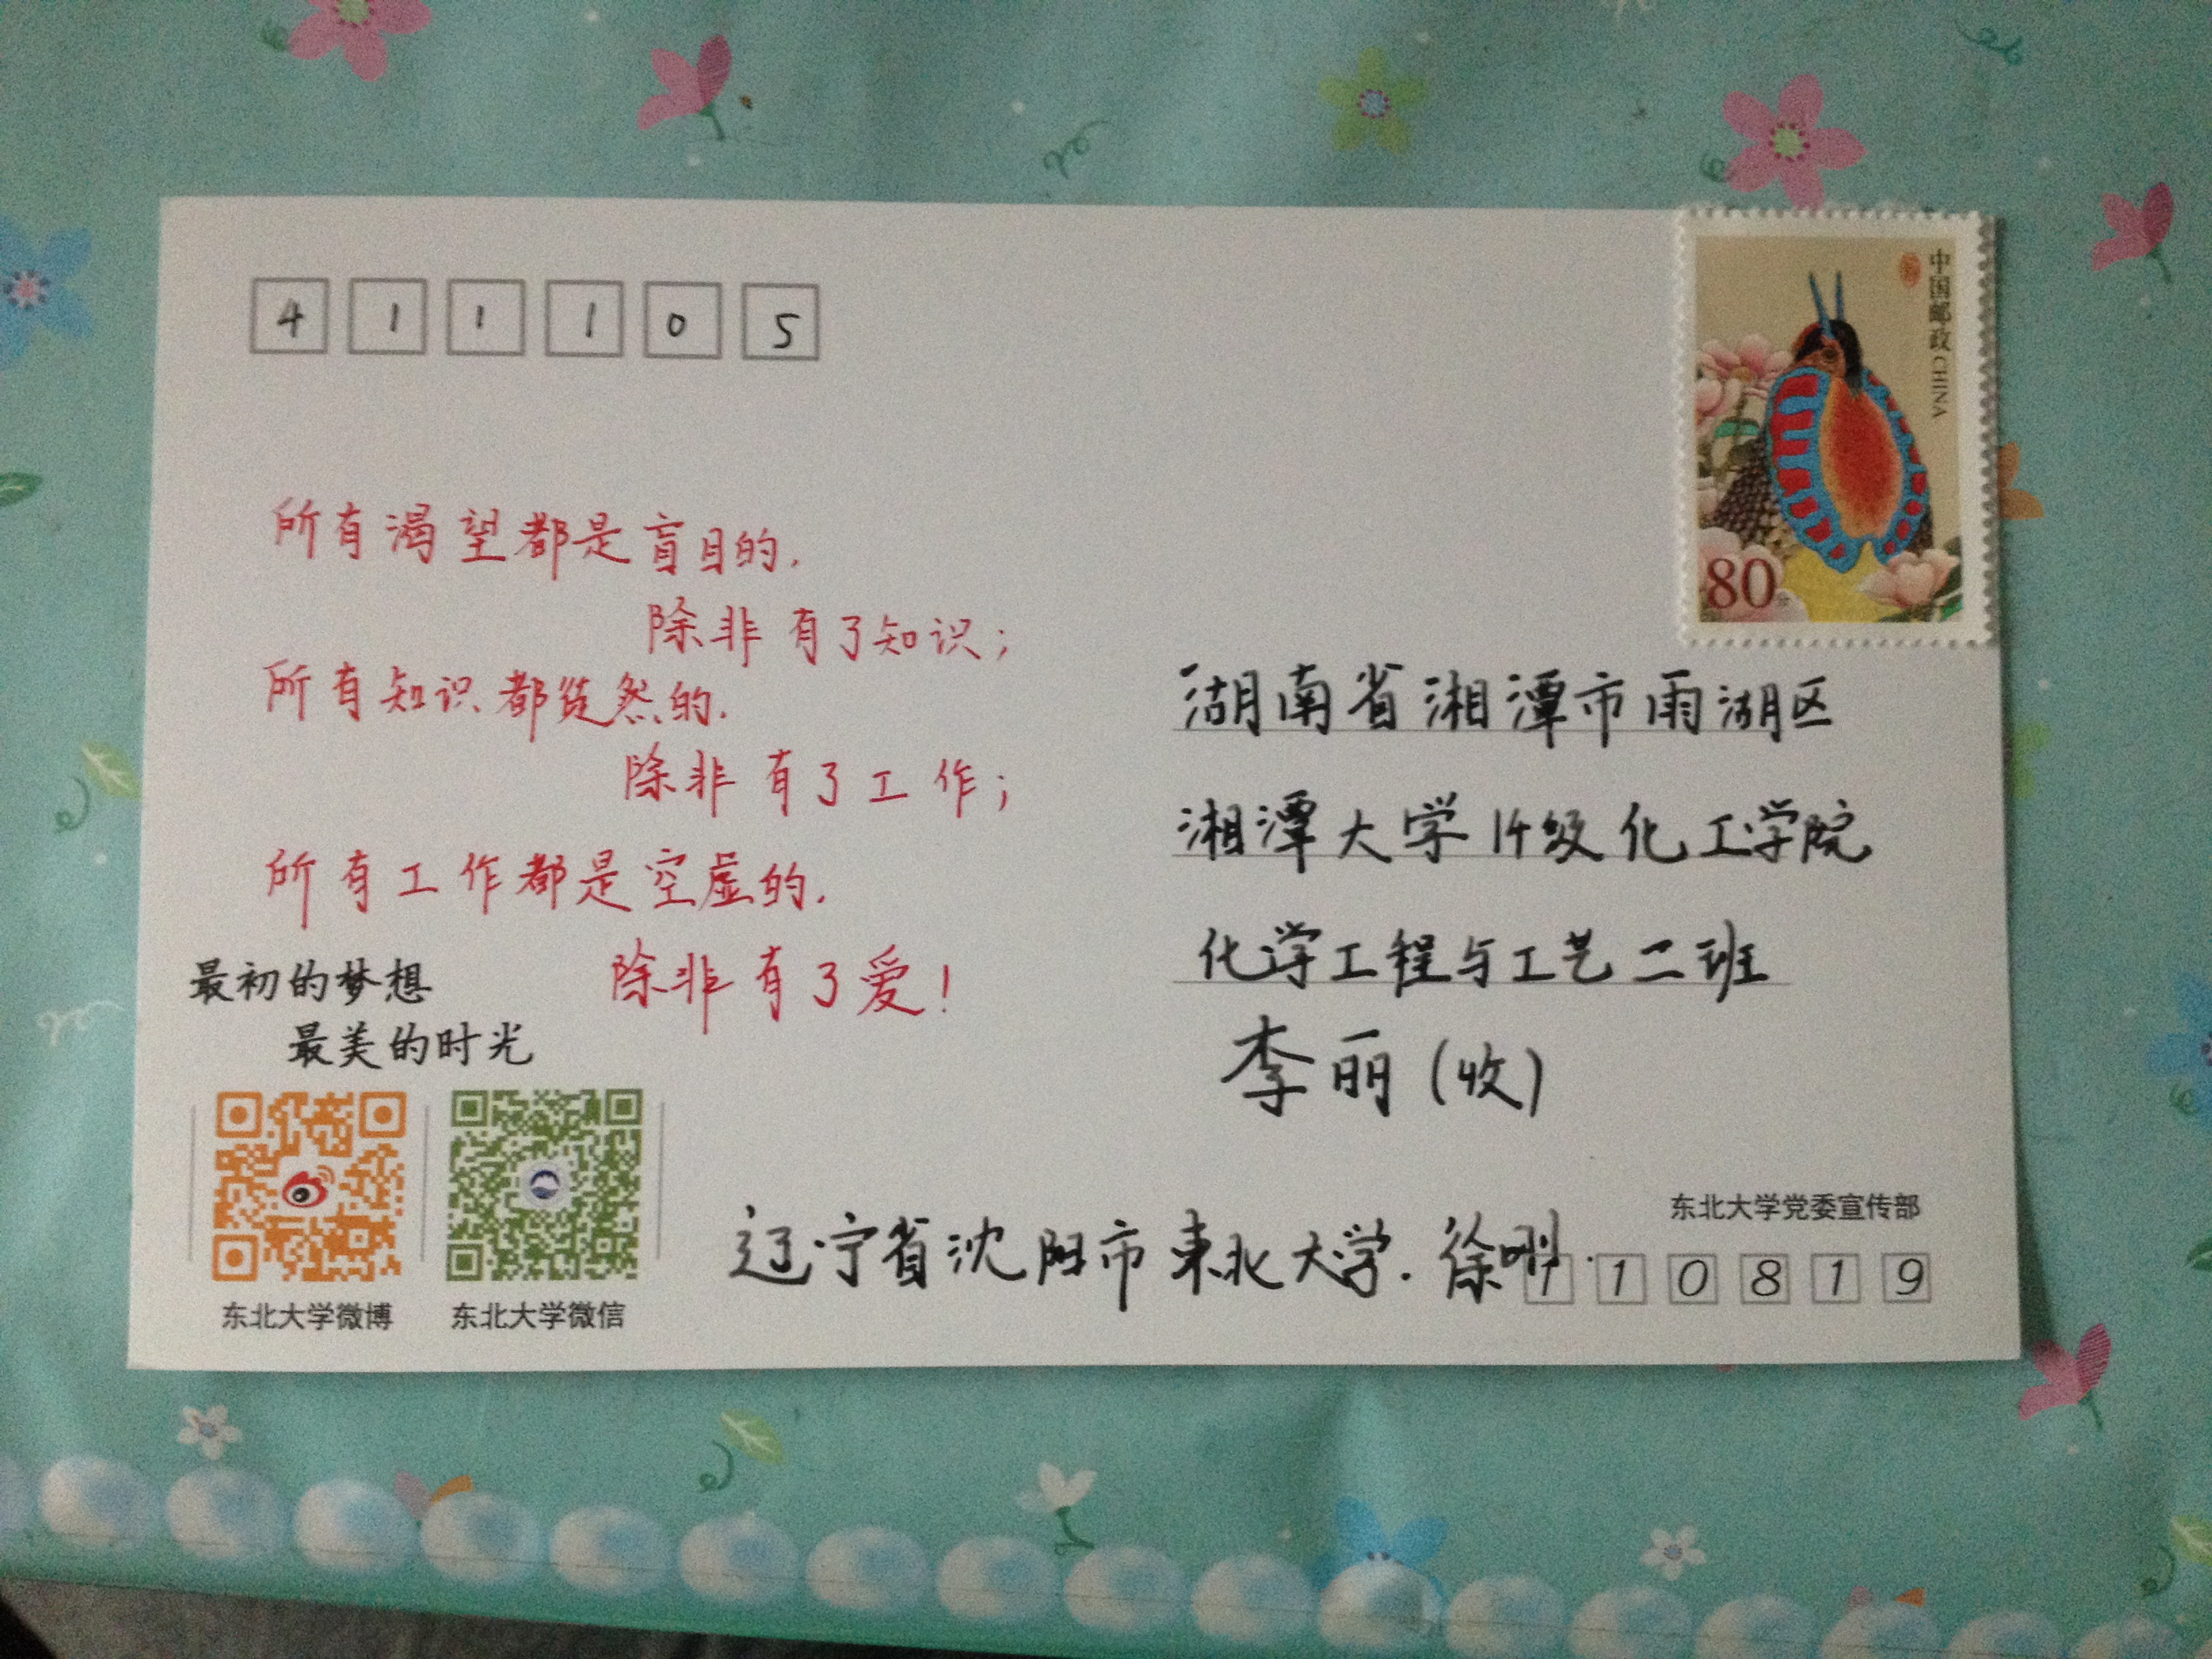 411105
中国邮政 CHINA
80分
所有渴望都是盲目的.
除非有了知识；
所有知识都徒然的.
除非有了工作；
所有工作都是空虚的.
除非有了爱！
湖南省湘潭市雨湖区
湘潭大学14级化工学院
化学工程与工艺二班
李丽(收)
最初的梦想
最美的时光
东北大学微博
东北大学微信
辽宁省沈阳市東北大学.徐
东北大学党委宣传部
110819